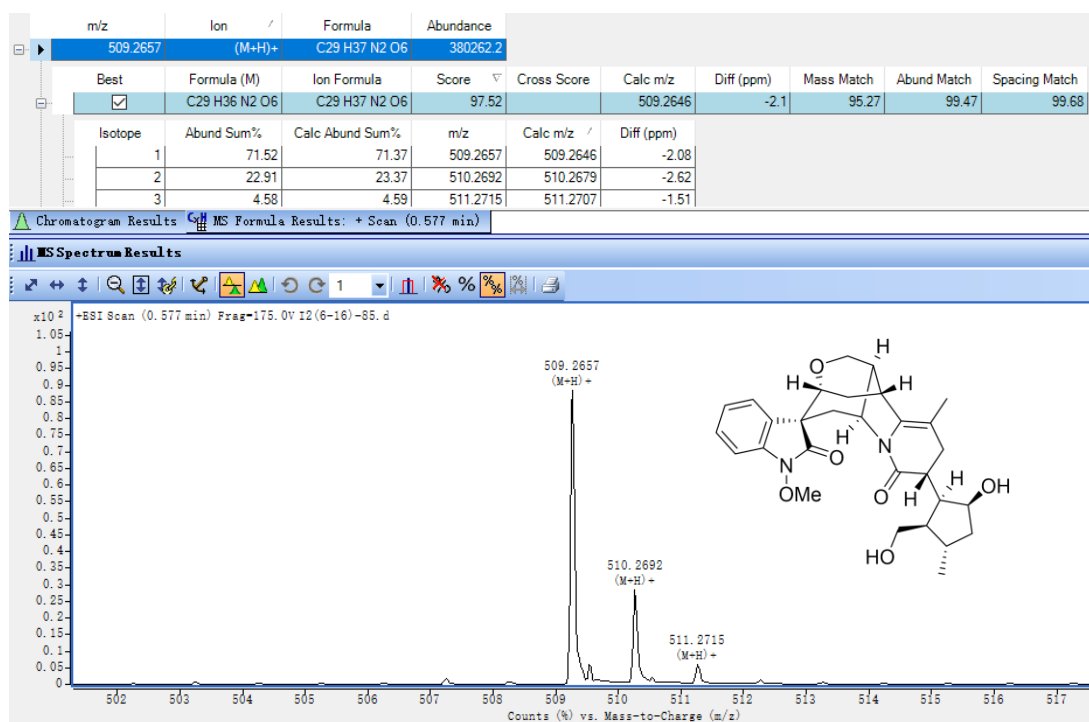 m/z Ion / Formula Abundance
509.2657 (M+H)+ C29 H37 N2 O6 380262.2
Best Formula (M) Ion Formula Score Cross Score Calc m/z Diff (ppm) Mass Match Abund Match Spacing Match
C29 H36 N2 O6 C29 H37 N2 O6 97.52 509.2646 -2.1 95.27 99.47 99.68
Isotope Abund Sum% Calc Abund Sum% m/z Calc m/z / Diff (ppm)
1 71.52 71.37 509.2657 509.2646 -2.08
2 22.91 23.37 510.2692 510.2679 -2.62
3 4.58 4.59 511.2715 511.2707 -1.51
Chromatogram Results MS Formula Results: + Scan (0.577 min)
MS Spectrum Results
1
x10 2 +ESI Scan (0.577 min) Frag=175.0V I2(6-16)-85.d
1.05
1
0.95
0.9
0.85
0.8
0.75
0.7
0.65
0.6
0.55
0.5
0.45
0.4
0.35
0.3
0.25
0.2
0.15
0.1
0.05
0
509.2657
(M+H)+
510.2692
(M+H)+
511.2715
(M+H)+
H
O
H
H
H
N
O
N
OMe
O
H
H
OH
HO
502 503 504 505 506 507 508 509 510 511 512 513 514 515 516 517
Counts (%) vs. Mass-to-Charge (m/z)